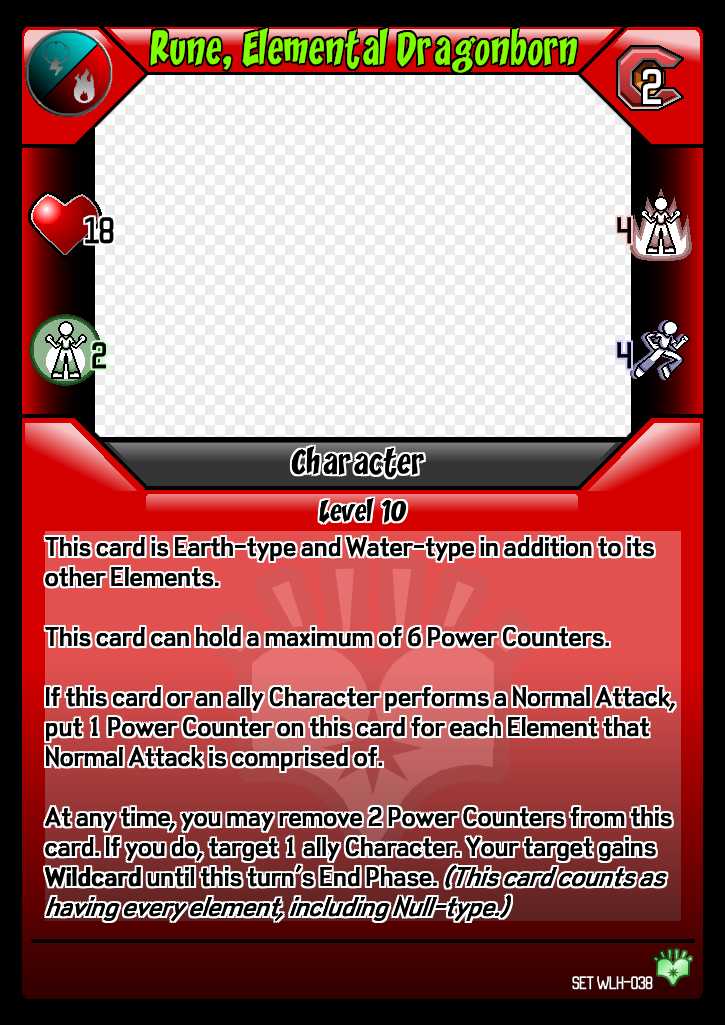 Rune, Elemental Dragonborn
2
18
4
2
4
Character
Level 10
This card is Earth-type and Water-type in addition to its
other Elements.
This card can hold a maximum of 6 Power Counters.
If this card or an ally Character performs a Normal Attack,
put 1 Power Counter on this card for each Element that
Normal Attack is comprised of.
At any time, you may remove 2 Power Counters from this
card. If you do, target 1 ally Character. Your target gains
Wildcard until this turn's End Phase. (This card counts as
having every element, including Null-type.)
SET WLH-038